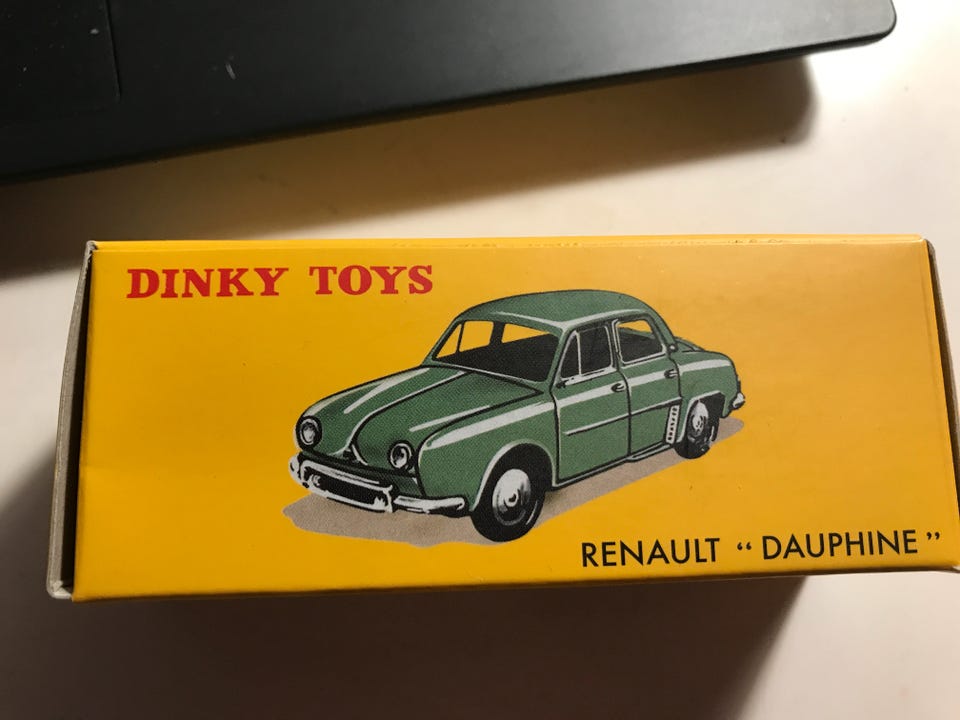 DINKY TOYS
RENAULT “ DAUPHINE ”